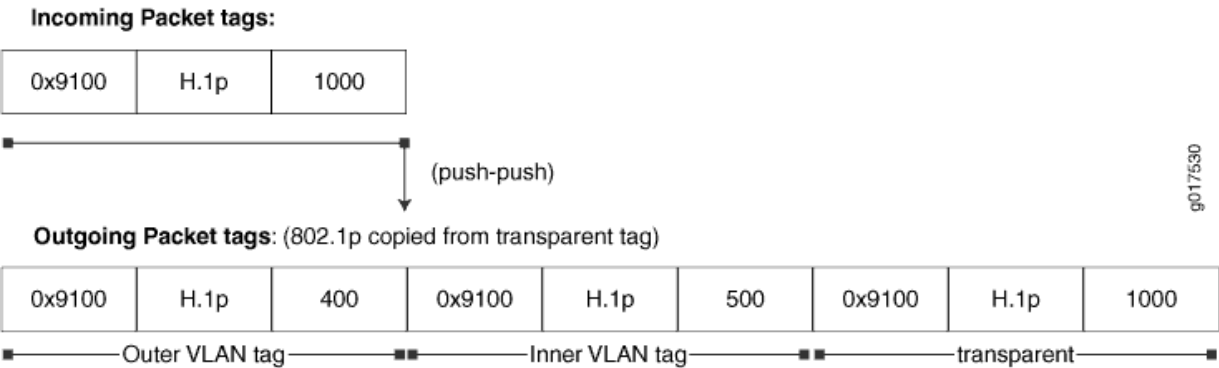 Incoming Packet tags:
0x9100 H.1p 1000
(push-push)
g017530
Outgoing Packet tags: (802.1p copied from transparent tag)
0x9100 H.1p 400 0x9100 H.1p 500 0x9100 H.1p 1000
Outer VLAN tag Inner VLAN tag transparent